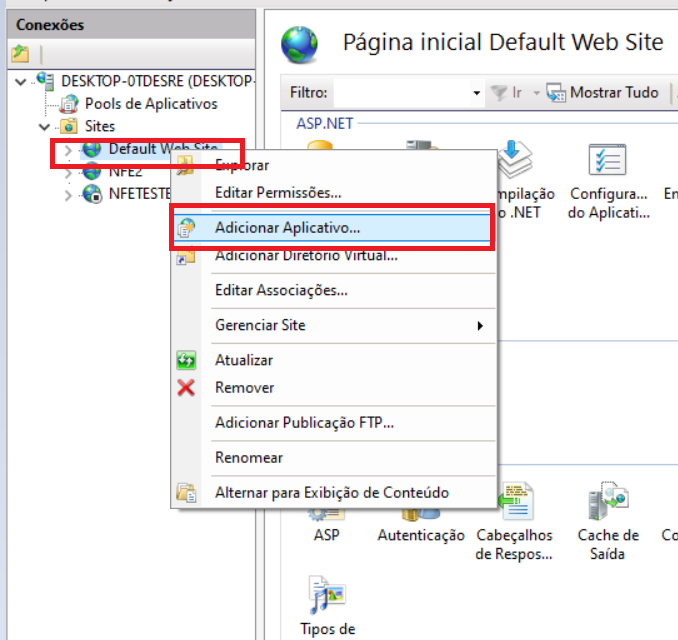 Conexões
DESKTOP-0TDESRE (DESKTOP-
Pools de Aplicativos
Sites
Default Web Site
NFE2
NFETESTE
Explorar
Editar Permissões...
Adicionar Aplicativo...
Adicionar Diretório Virtual...
Editar Associações...
Gerenciar Site
Atualizar
Remover
Adicionar Publicação FTP...
Renomear
Alternar para Exibição de Conteúdo
Página inicial Default Web Site
Filtro:
Ir
Mostrar Tudo
ASP.NET
mpilação
o .NET
Configura...
do Aplicati...
En
ASP
Autenticação
Cabeçalhos
de Respos...
Cache de
Saída
Co
Tipos de